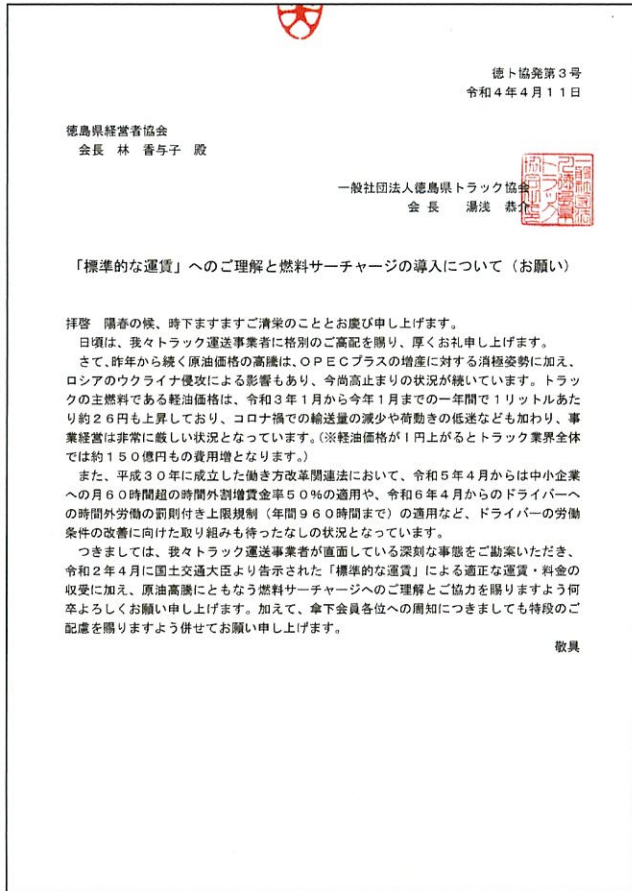 徳ト協発第3号
令和4年4月11日
徳島県経営者協会
会長 林 香与子 殿
一般社団法人徳島県トラック協会
会長 湯浅 恭介
「標準的な運賃」へのご理解と燃料サーチャージの導入について（お願い）
拝啓 陽春の候、時下ますますご清栄のこととお慶び申し上げます。
日頃は、我々トラック運送事業者に格別のご高配を賜り、厚くお礼申し上げます。
さて、昨年から続く原油価格の高騰は、OPECプラスの増産に対する消極姿勢に加え、
ロシアのウクライナ侵攻による影響もあり、今尚高止まりの状況が続いています。トラッ
クの主燃料である軽油価格は、令和3年1月から今年1月までの一年間で1リットルあた
り約26円も上昇しており、コロナ禍での輸送量の減少や荷動きの低迷なども加わり、事
業経営は非常に厳しい状況となっています。（※軽油価格が1円上がるとトラック業界全体
では約150億円もの費用増となります。）
また、平成30年に成立した働き方改革関連法において、令和5年4月からは中小企業
への月60時間超の時間外割増賃金率50%の適用や、令和6年4月からのドライバーへ
の時間外労働の罰則付き上限規制（年間960時間まで）の適用など、ドライバーの労働
条件の改善に向けた取り組みも待ったなしの状況となっています。
つきましては、我々トラック運送事業者が直面している深刻な事態をご勘案いただき、
令和2年4月に国土交通大臣より告示された「標準的な運賃」による適正な運賃・料金の
収受に加え、原油高騰にともなう燃料サーチャージへのご理解とご協力を賜りますよう何
卒よろしくお願い申し上げます。加えて、傘下会員各位への周知につきましても特段のご
配慮を賜りますよう併せてお願い申し上げます。
敬具